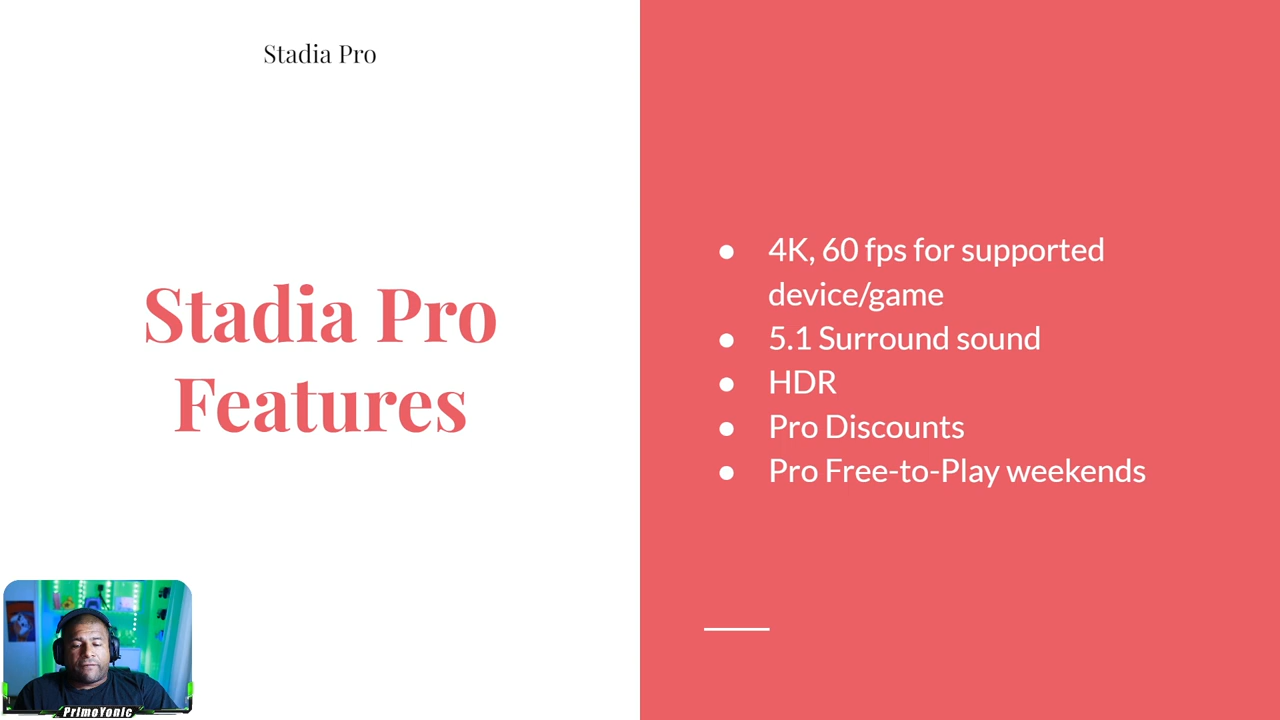 Stadia Pro
Stadia Pro
Features
● 4K, 60 fps for supported
device/game
● 5.1 Surround sound
● HDR
● Pro Discounts
● Pro Free-to-Play weekends
PrimoYonic